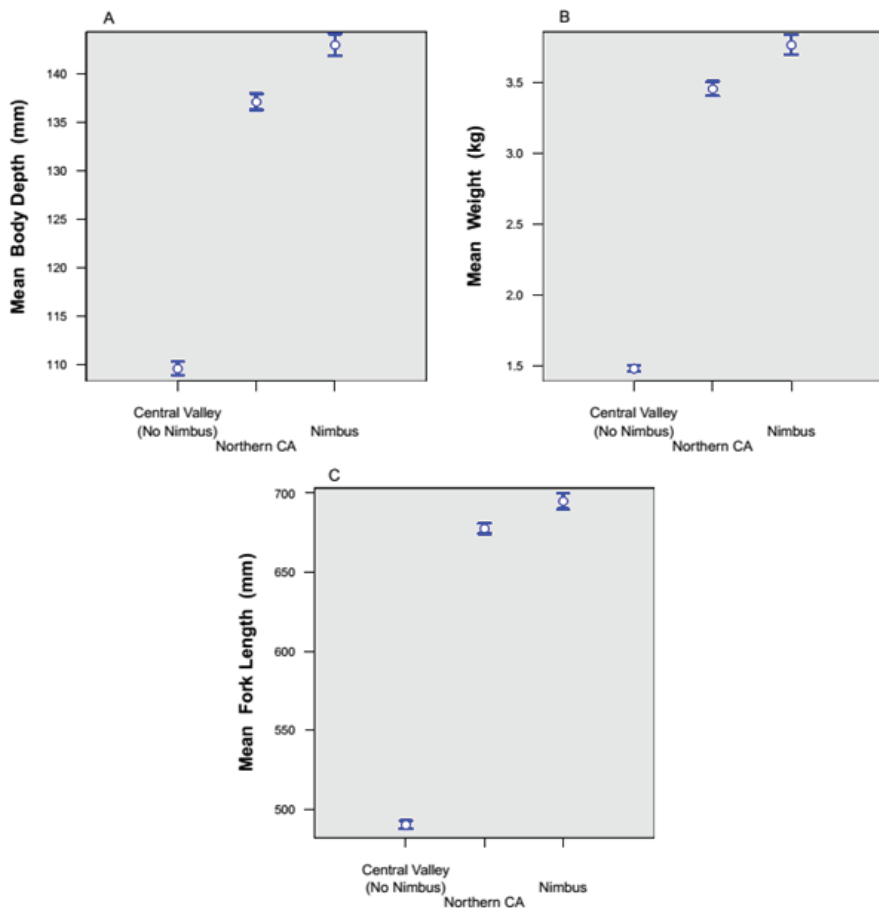 A
Mean Body Depth (mm)
140
135
130
125
120
115
110
Central Valley
(No Nimbus)
Northern CA
Nimbus
B
Mean Weight (kg)
3.5
3.0
2.5
2.0
1.5
Central Valley
(No Nimbus)
Northern CA
Nimbus
C
Mean Fork Length (mm)
700
650
600
550
500
Central Valley
(No Nimbus)
Northern CA
Nimbus